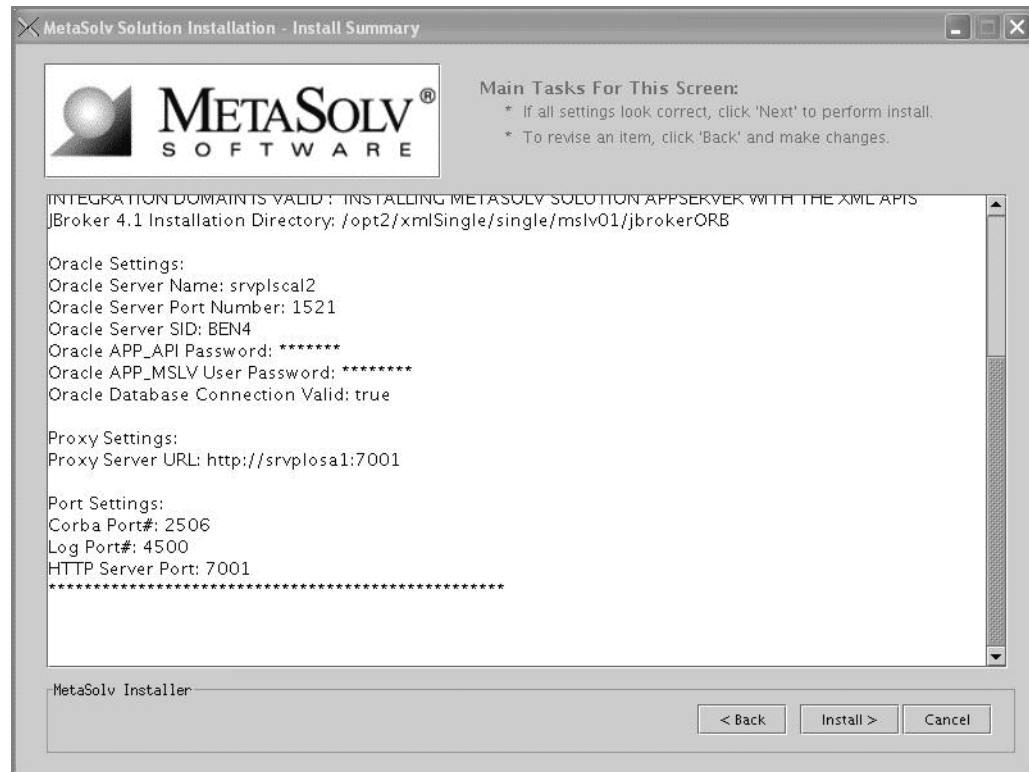 MetaSolv Solution Installation - Install Summary
METASOLV®
SOFTWARE
Main Tasks For This Screen:
* If all settings look correct, click 'Next' to perform install.
* To revise an item, click 'Back' and make changes.
INTEGRATION DOMAIN IS VALID : INSTALLING METASOLV SOLUTION APPSERVER WITH THE XML APIS
JBroker 4.1 Installation Directory: /opt2/xmlSingle/single/mslv01/jbrokerORB
Oracle Settings:
Oracle Server Name: srvplscal2
Oracle Server Port Number: 1521
Oracle Server SID: BEN4
Oracle APP_API Password: *******
Oracle APP_MSLV User Password: ********
Oracle Database Connection Valid: true
Proxy Settings:
Proxy Server URL: http://srvplosa1:7001
Port Settings:
Corba Port#: 2506
Log Port#: 4500
HTTP Server Port: 7001
***************************************************
MetaSolv Installer
< Back
Install >
Cancel